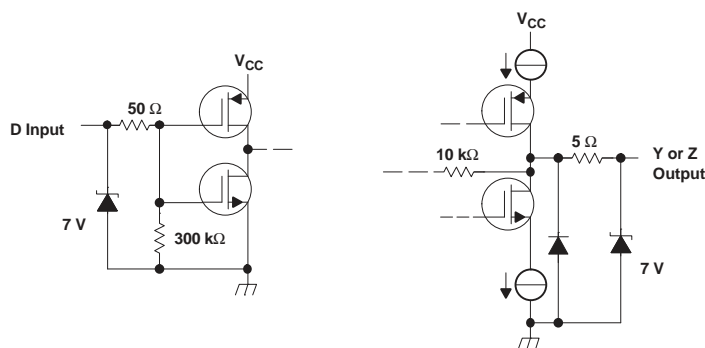 VCC
50 Ω
D Input
7 V
300 kΩ
VCC
10 kΩ
5 Ω
Y or Z
Output
7 V